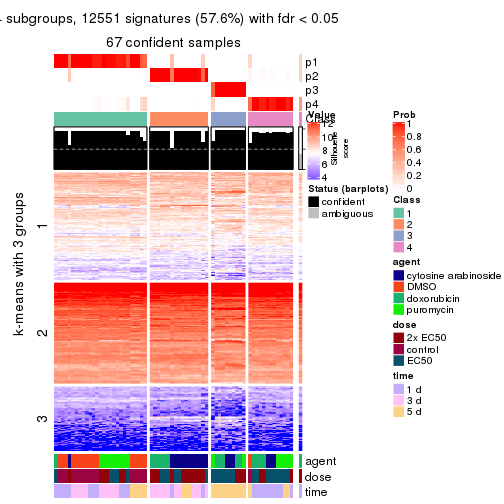 subgroups, 12551 signatures (57.6%) with fdr < 0.05
67 confident samples
p1
p2
p3
p4
Class
Silhouette
score
k-means with 3 groups
1
2
3
agent
dose
time
Value
12
10
8
6
4
Status (barplots)
confident
ambiguous
Prob
1
0.8
0.6
0.4
0.2
0
Class
1
2
3
4
agent
cytosine arabinoside
DMSO
doxorubicin
puromycin
dose
2x EC50
control
EC50
time
1 d
3 d
5 d